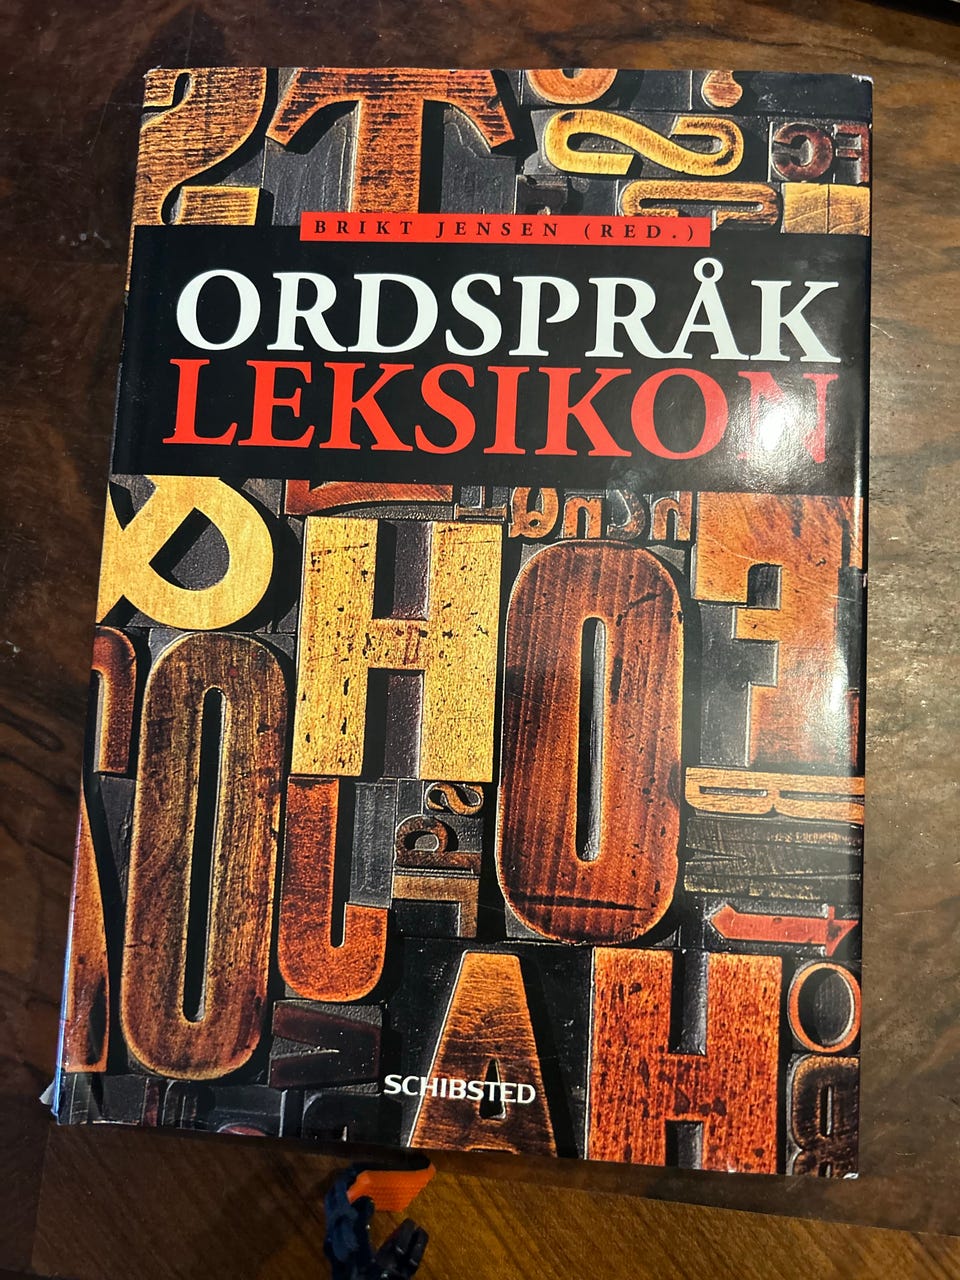 BRIKT JENSEN (RED.)
ORDSPRÅK
LEKSIKON
SCHIBSTED